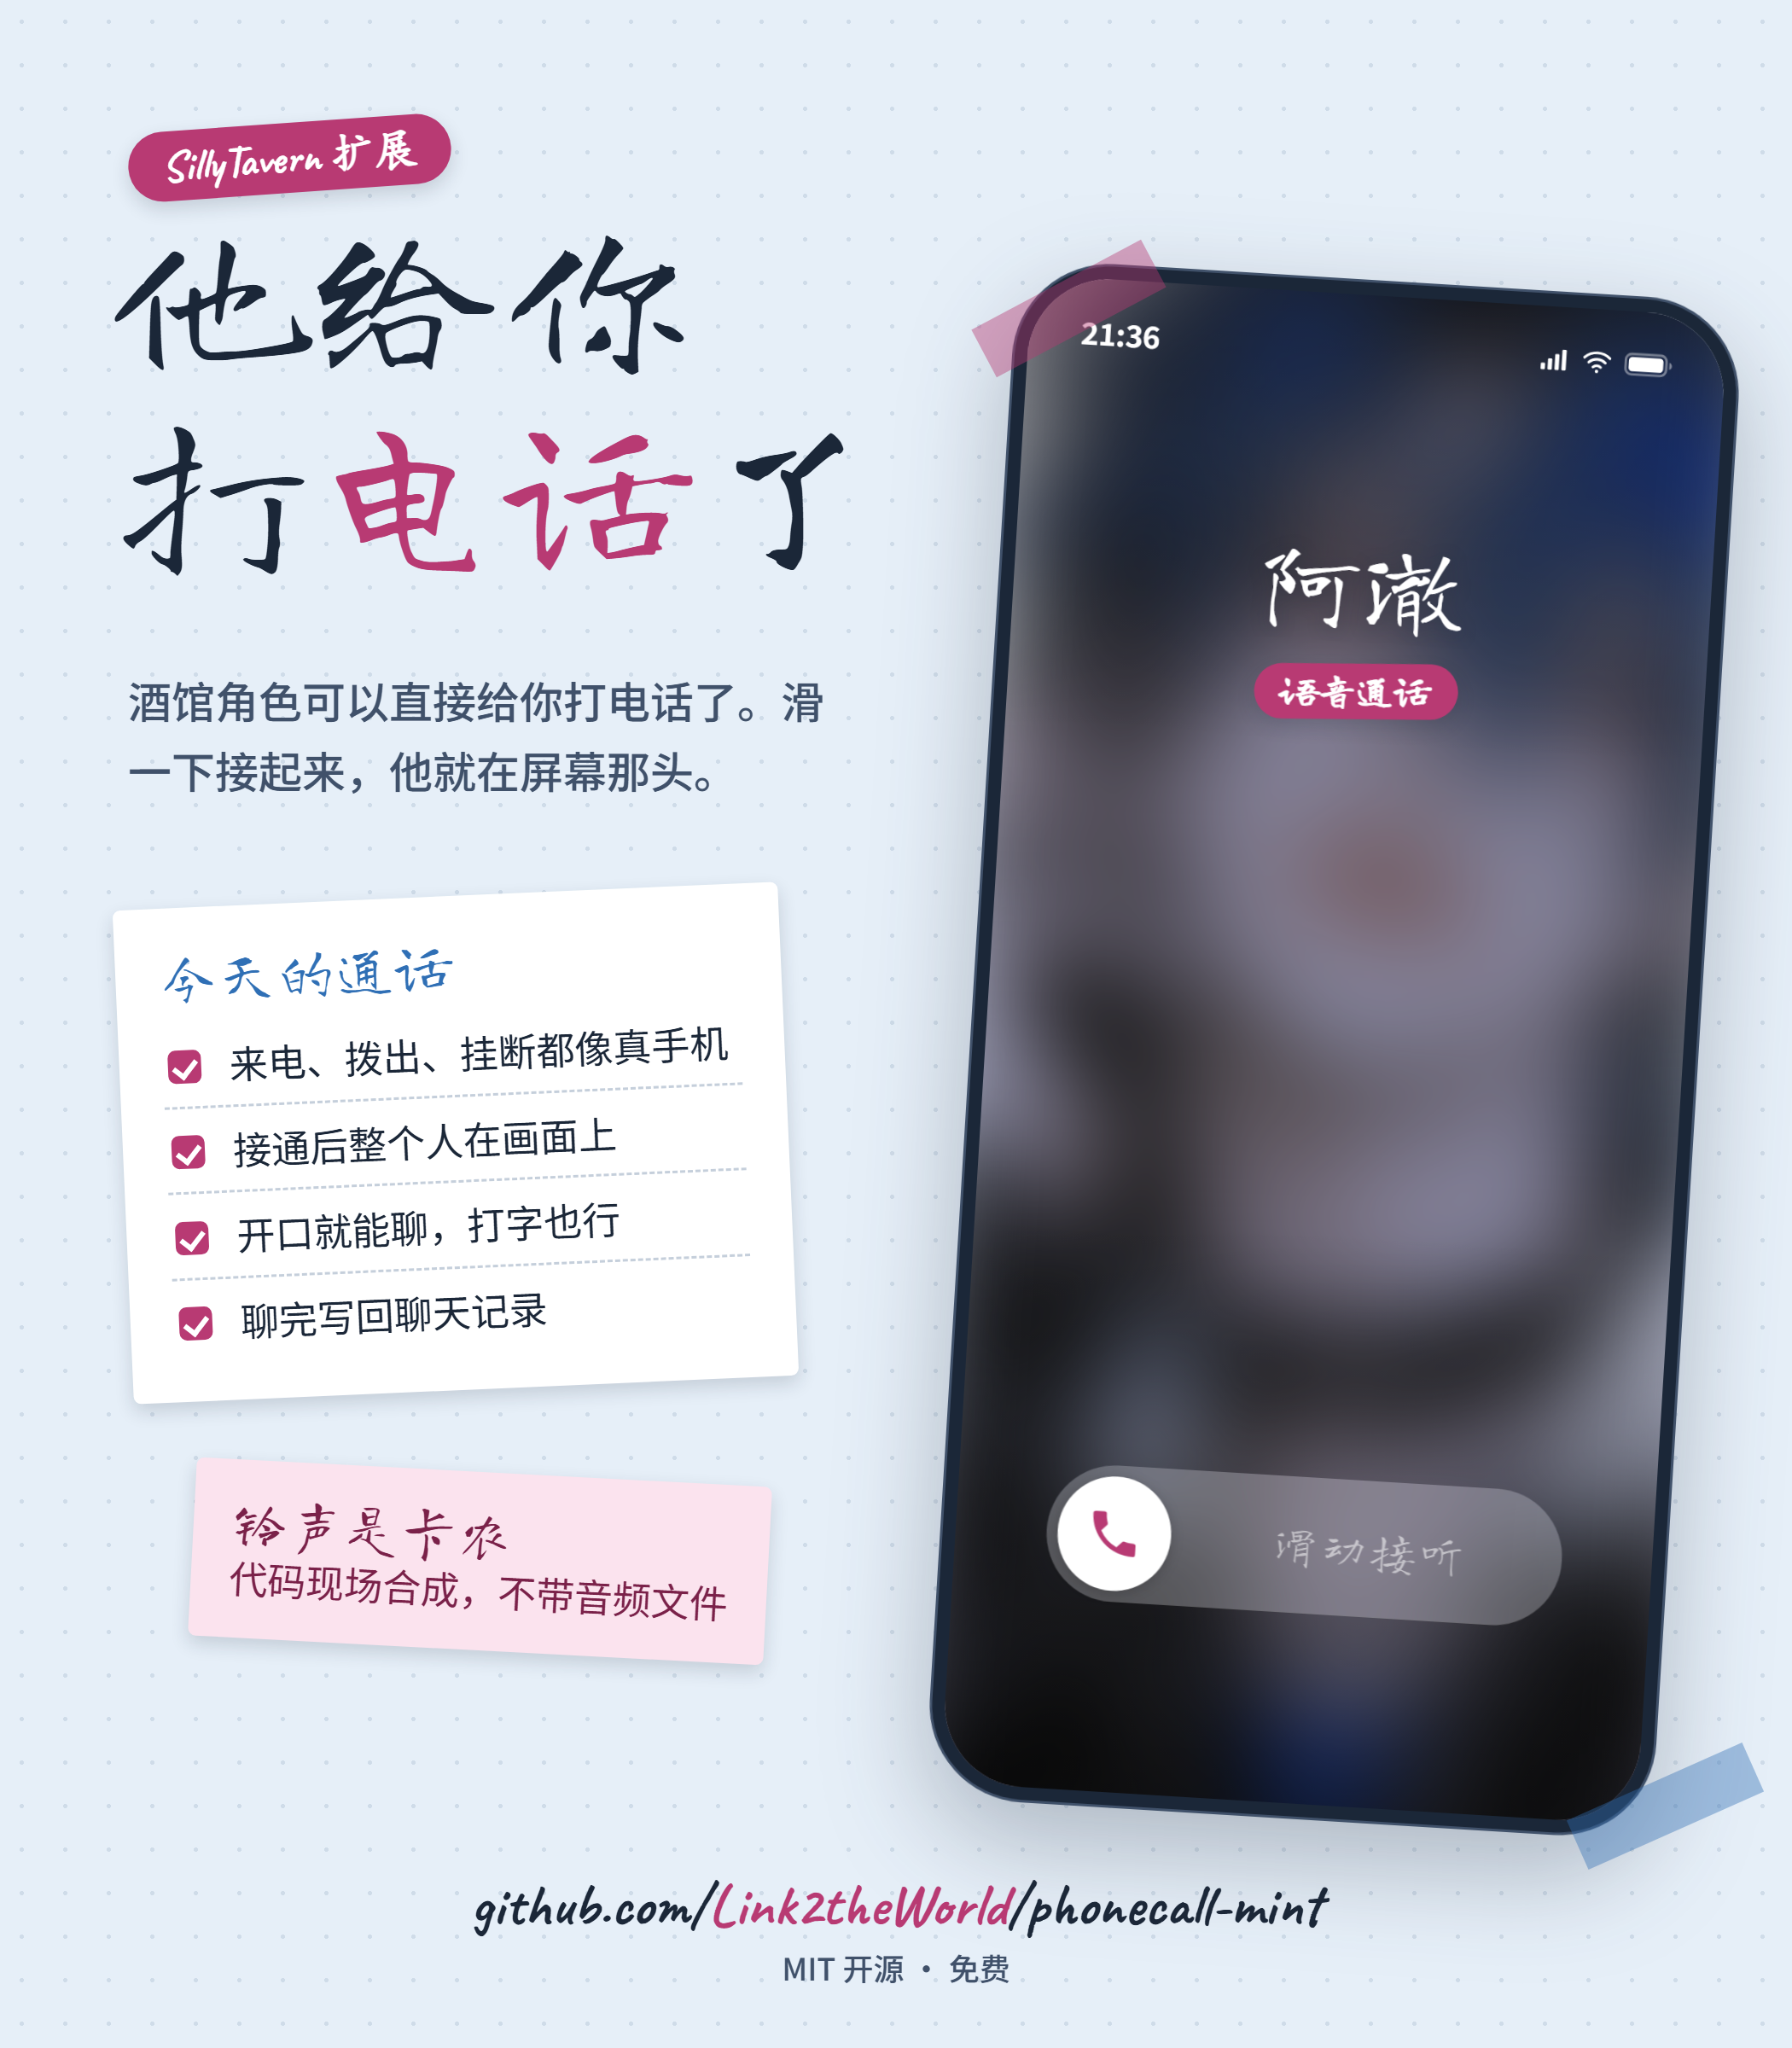 SillyTavern 扩展
他给你
打电话了
酒馆角色可以直接给你打电话了。滑
一下接起来，他就在屏幕那头。
今天的通话
来电、拨出、挂断都像真手机
接通后整个人在画面上
开口就能聊，打字也行
聊完写回聊天记录
铃声是卡农
代码现场合成，不带音频文件
21:36
阿澈
语音通话
滑动接听
github.com/Link2theWorld/phonecall-mint
MIT 开源 · 免费